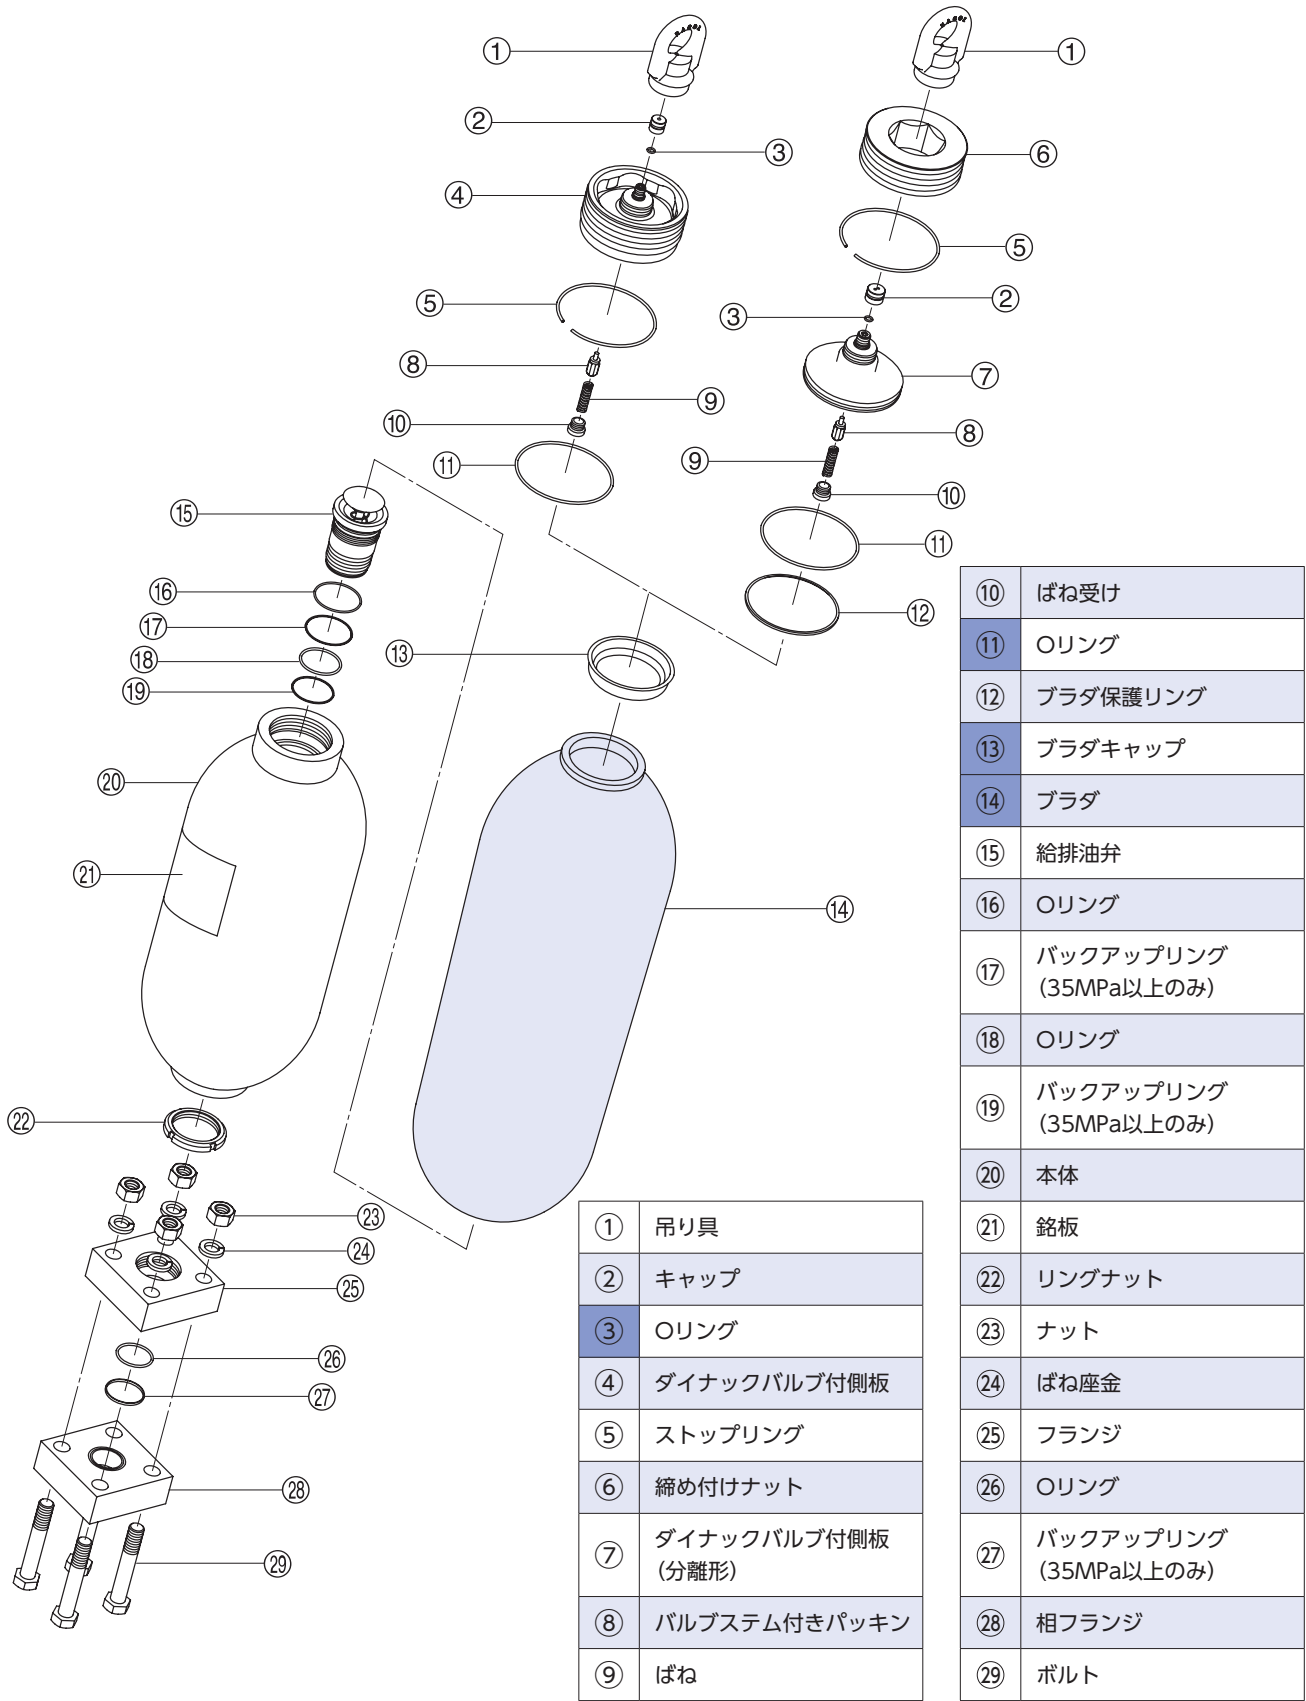 ①
①
②
③
⑥
④
⑤
⑤
②
③
⑧
⑦
⑨
⑩
⑧
⑪
⑨
⑩
⑮
⑪
⑯
⑫
⑰
⑬
⑱
⑲
⑳
㉑
⑭
㉒
㉓
㉔
㉕
㉖
㉗
㉘
㉙
① 吊り具
② キャップ
③ Oリング
④ ダイナックバルブ付側板
⑤ ストップリング
⑥ 締め付けナット
⑦ ダイナックバルブ付側板
(分離形)
⑧ バルブステム付きパッキン
⑨ ばね
⑩ ばね受け
⑪ Oリング
⑫ ブラダ保護リング
⑬ ブラダキャップ
⑭ ブラダ
⑮ 給排油弁
⑯ Oリング
⑰ バックアップリング
(35MPa以上のみ)
⑱ Oリング
⑲ バックアップリング
(35MPa以上のみ)
⑳ 本体
㉑ 銘板
㉒ リングナット
㉓ ナット
㉔ ばね座金
㉕ フランジ
㉖ Oリング
㉗ バックアップリング
(35MPa以上のみ)
㉘ 相フランジ
㉙ ボルト